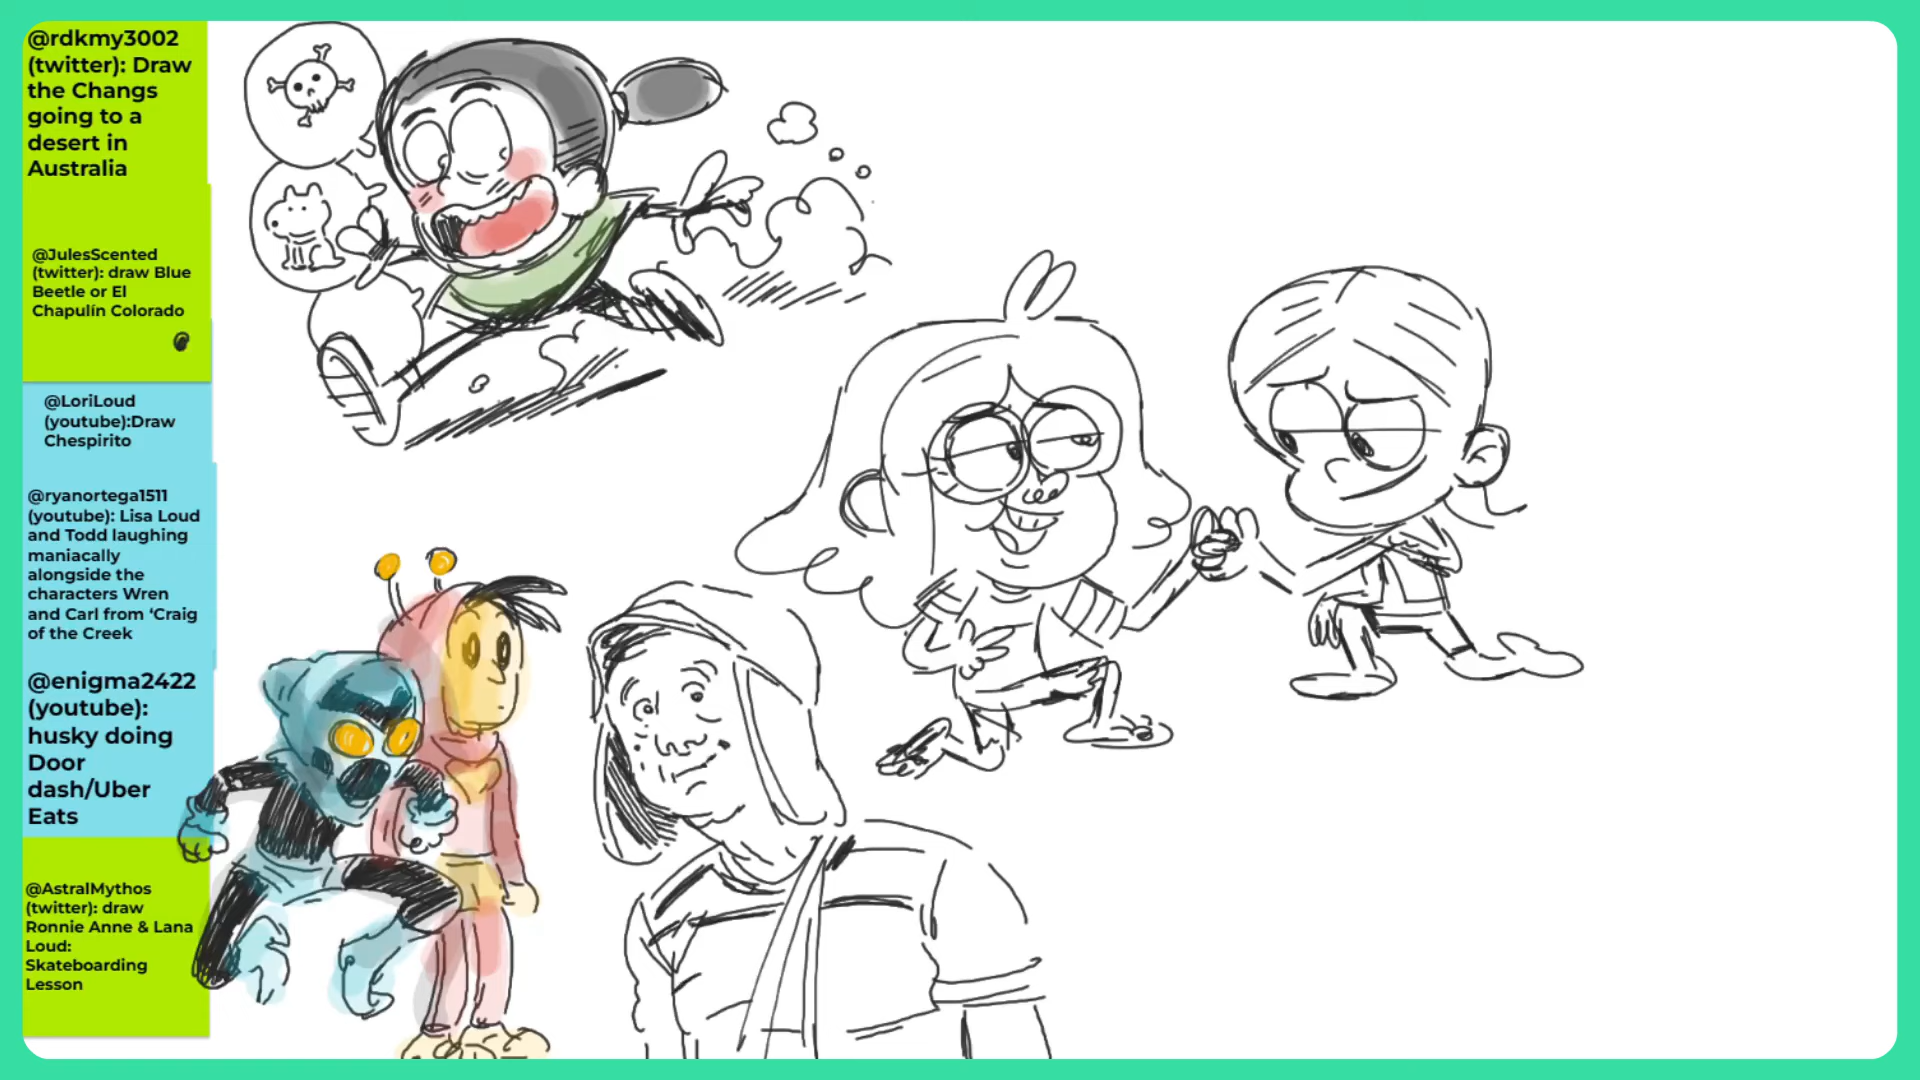 @rdkmy3002
(twitter): Draw
the Changs
going to a
desert in
Australia
@JulesScented
(twitter): draw Blue
Beetle or El
Chapulín Colorado
@LoriLoud
(youtube):Draw
Chespirito
@ryanortega1511
(youtube): Lisa Loud
and Todd laughing
maniacally
alongside the
characters Wren
and Carl from ‘Craig
of the Creek
@enigma2422
(youtube):
husky doing
Door
dash/Uber
Eats
@AstralMythos
(twitter): draw
Ronnie Anne & Lana
Loud:
Skateboarding
Lesson